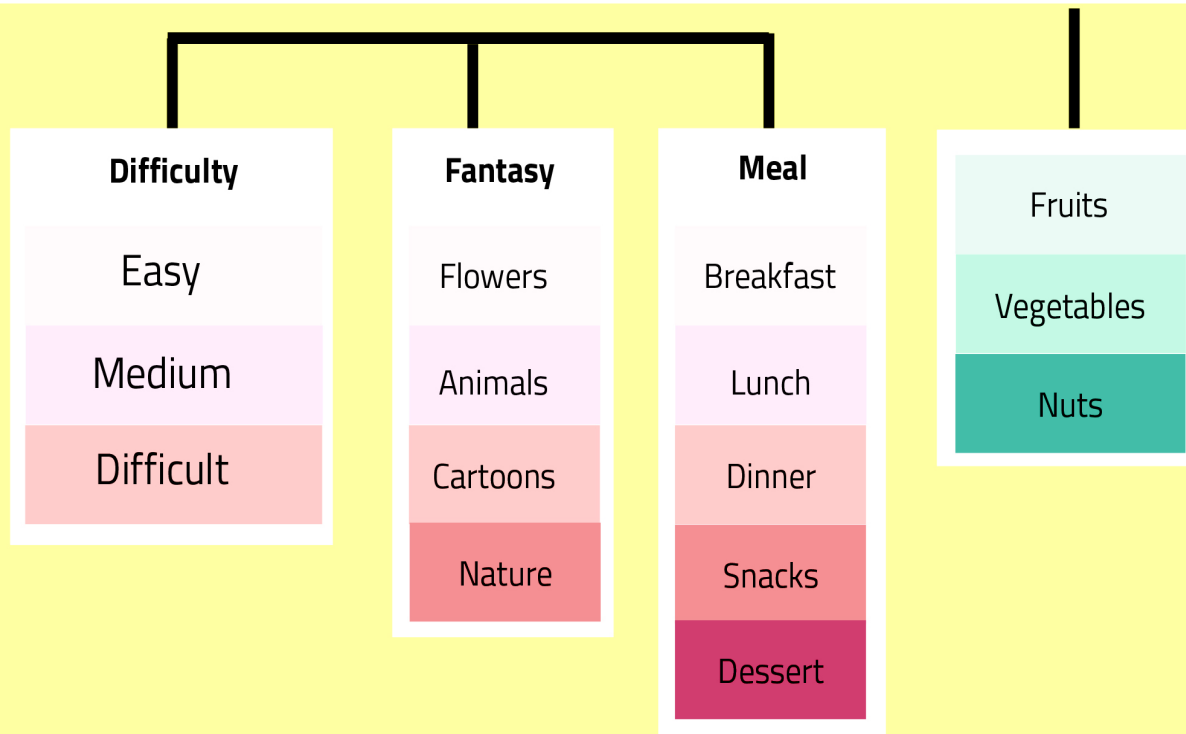 Difficulty
Easy
Medium
Difficult
Fantasy
Flowers
Animals
Cartoons
Nature
Meal
Breakfast
Lunch
Dinner
Snacks
Dessert
Fruits
Vegetables
Nuts